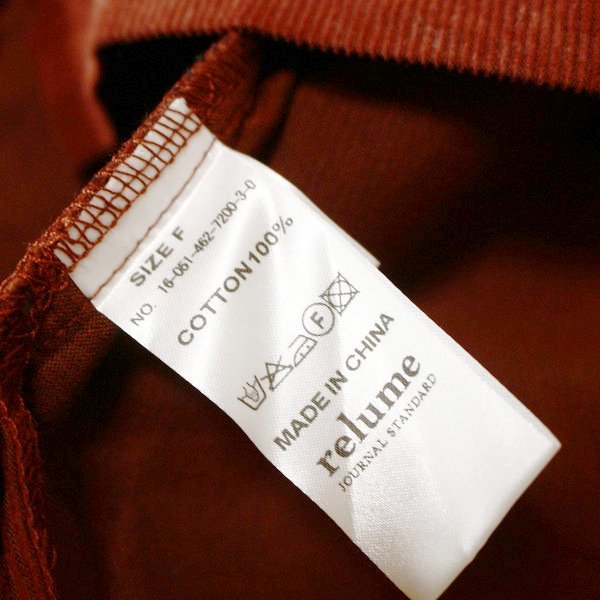 SIZE F
NO. 16-051-462-7200-3-0
COTTON100%
F
MADE IN CHINA
relume
JOURNAL STANDARD